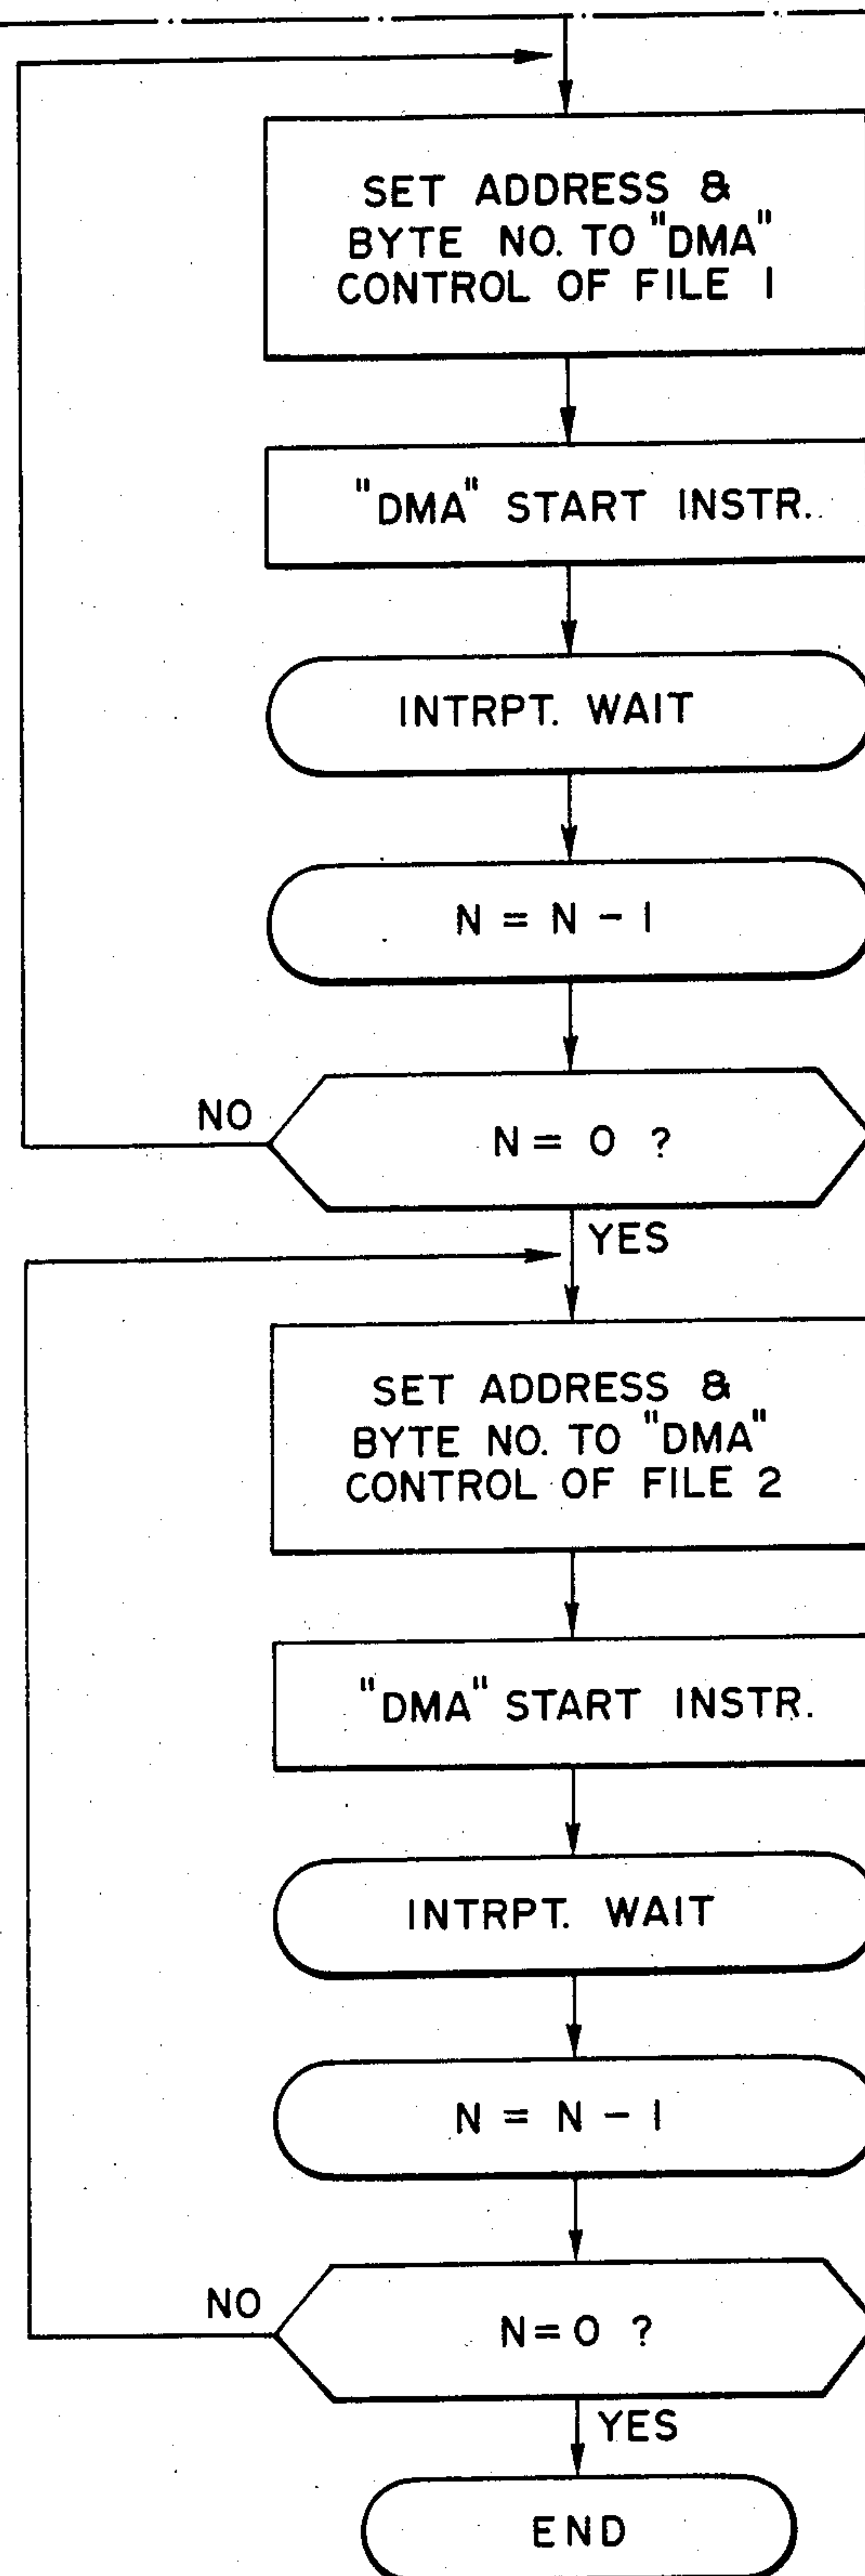 SET ADDRESS &
BYTE NO. TO "DMA"
CONTROL OF FILE 1
"DMA" START INSTR.
INTRPT. WAIT
N = N - 1
NO
N = 0 ?
YES
SET ADDRESS &
BYTE NO. TO "DMA"
CONTROL OF FILE 2
"DMA" START INSTR.
INTRPT. WAIT
N = N - 1
NO
N = 0 ?
YES
END